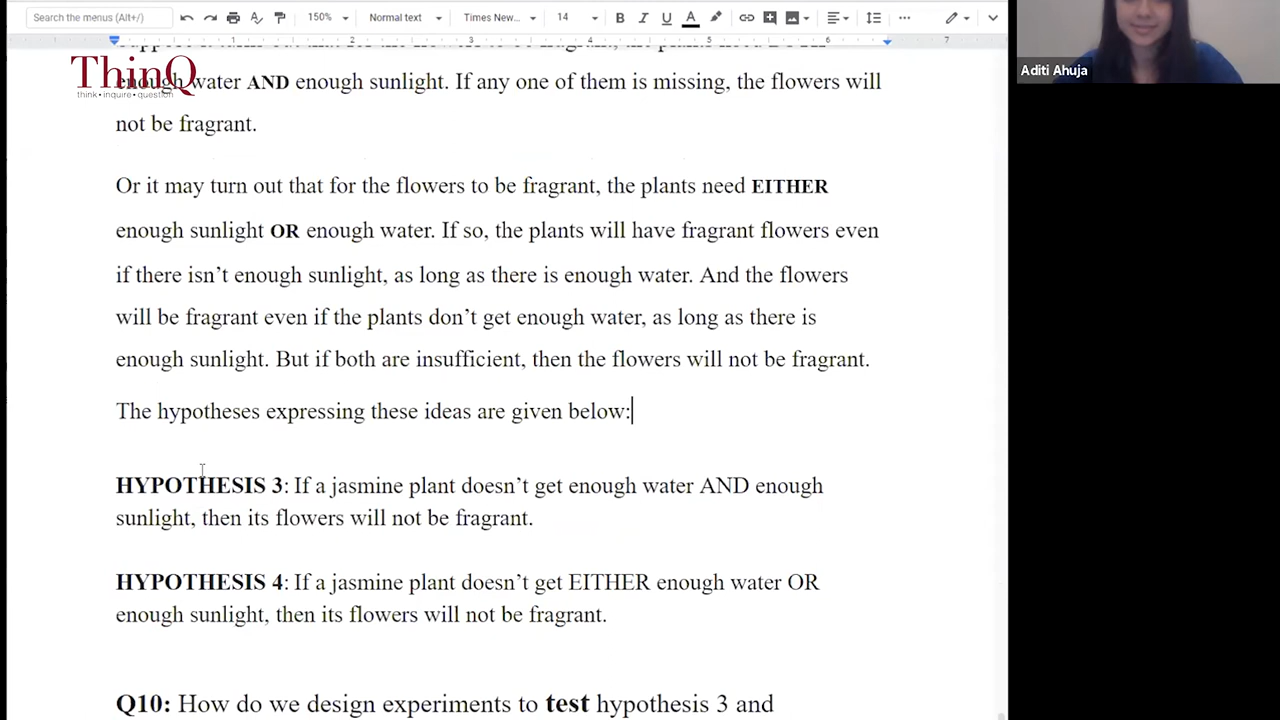 Search the menus (Alt+/)
150%
Normal text
Times New...
14
B I U A
1 2 3 4 5 6 7
Aditi Ahuja
ThinQ
think•inquire•question
enough water AND enough sunlight. If any one of them is missing, the flowers will
not be fragrant.
Or it may turn out that for the flowers to be fragrant, the plants need EITHER
enough sunlight OR enough water. If so, the plants will have fragrant flowers even
if there isn't enough sunlight, as long as there is enough water. And the flowers
will be fragrant even if the plants don't get enough water, as long as there is
enough sunlight. But if both are insufficient, then the flowers will not be fragrant.
The hypotheses expressing these ideas are given below:
HYPOTHESIS 3: If a jasmine plant doesn't get enough water AND enough
sunlight, then its flowers will not be fragrant.
HYPOTHESIS 4: If a jasmine plant doesn't get EITHER enough water OR
enough sunlight, then its flowers will not be fragrant.
Q10: How do we design experiments to test hypothesis 3 and